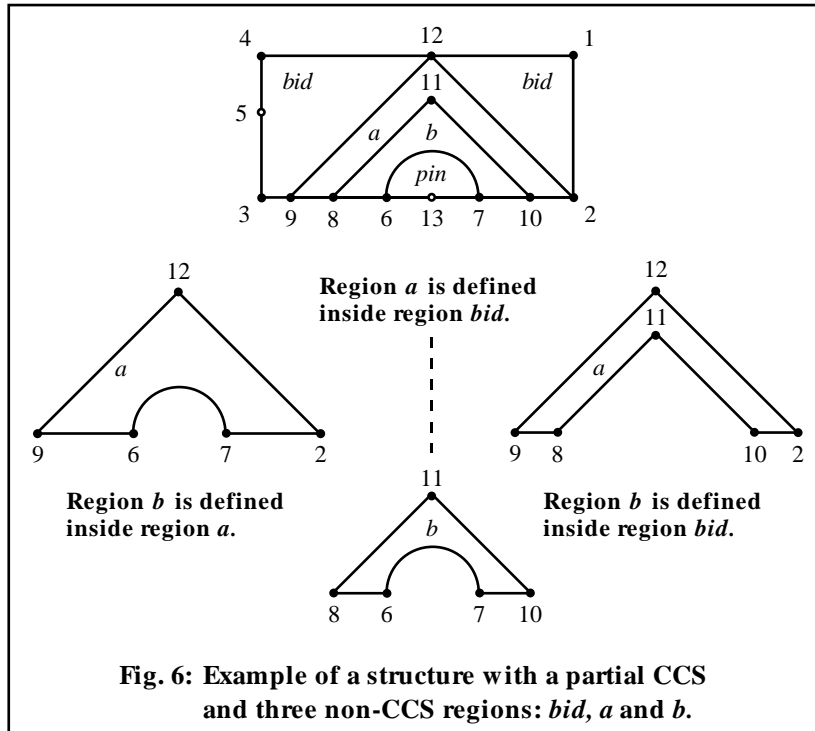 4 12 1
bid 11 bid
5 a b
pin
3 9 8 6 13 7 10 2
Region a is defined
inside region bid.
12
a
9 6 7 2
Region b is defined
inside region a.
12
11
a
9 8 10 2
Region b is defined
inside region bid.
11
b
8 6 7 10
Fig. 6: Example of a structure with a partial CCS
and three non-CCS regions: bid, a and b.